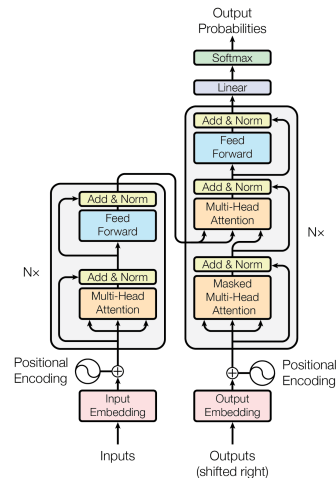 Output
Probabilities
Softmax
Linear
Add & Norm
Feed
Forward
Add & Norm
Multi-Head
Attention
Add & Norm
Masked
Multi-Head
Attention
Nx
Add & Norm
Feed
Forward
Nx
Add & Norm
Multi-Head
Attention
Positional
Encoding
Positional
Encoding
Input
Embedding
Output
Embedding
Inputs
Outputs
(shifted right)